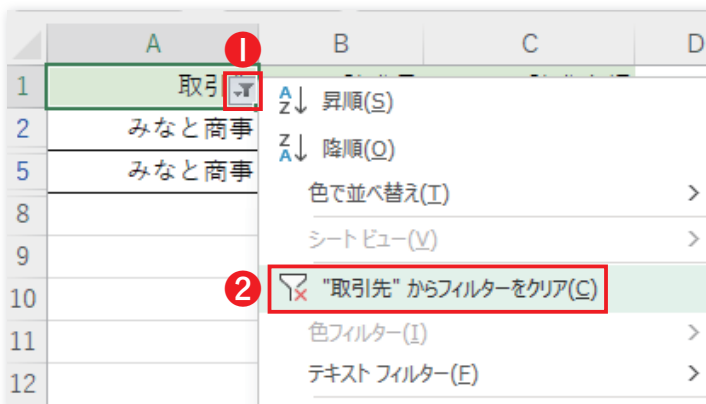 A B C D
❶
1 取引
昇順(S)
2 みなと商事
降順(O)
5 みなと商事
色で並べ替え(T)
8
シート ビュー(V)
9
❷ "取引先" からフィルターをクリア(C)
10
色フィルター(I)
11
テキスト フィルター(F)
12